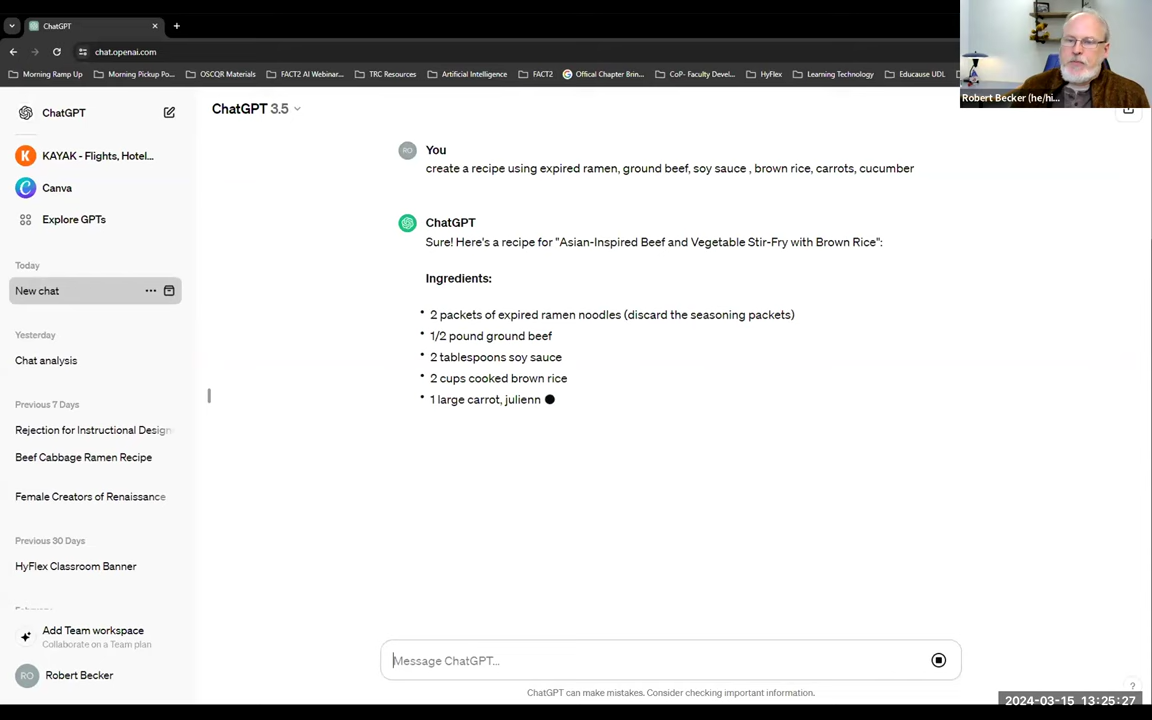 ChatGPT
chat.openai.com
Morning Ramp Up
Morning Pickup Po...
OSCQR Materials
FACT2 AI Webinar...
TRC Resources
Artificial Intelligence
FACT2
Offical Chapter Brin...
CoP- Faculty Devel...
HyFlex
Learning Technology
Educause UDL
Robert Becker (he/hi...
ChatGPT
KAYAK - Flights, Hotel...
Canva
Explore GPTs
Today
New chat
Yesterday
Chat analysis
Previous 7 Days
Rejection for Instructional Design
Beef Cabbage Ramen Recipe
Female Creators of Renaissance
Previous 30 Days
HyFlex Classroom Banner
Add Team workspace
Collaborate on a Team plan
RO
Robert Becker
ChatGPT 3.5
RO
You
create a recipe using expired ramen, ground beef, soy sauce , brown rice, carrots, cucumber
ChatGPT
Sure! Here's a recipe for "Asian-Inspired Beef and Vegetable Stir-Fry with Brown Rice":
Ingredients:
• 2 packets of expired ramen noodles (discard the seasoning packets)
• 1/2 pound ground beef
• 2 tablespoons soy sauce
• 2 cups cooked brown rice
• 1 large carrot, julienn
Message ChatGPT...
ChatGPT can make mistakes. Consider checking important information.
?
2024-03-15 13:25:27